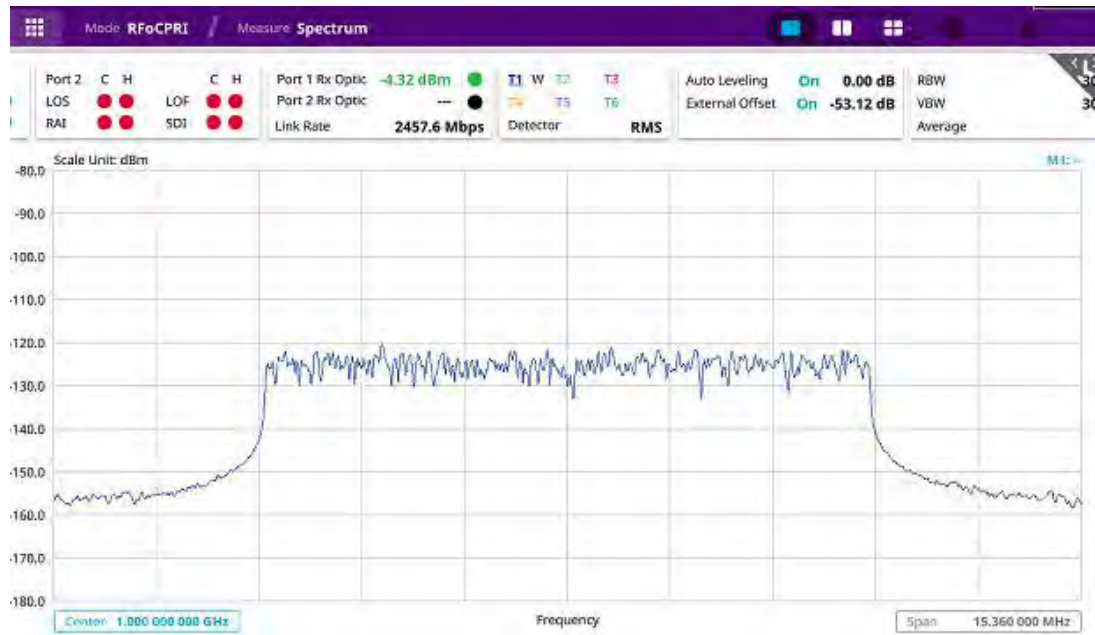 Mode RFoCPRI / Measure Spectrum
Port 2 C H C H
LOS LOF
RAI SDI
Port 1 Rx Optic -4.32 dBm
Port 2 Rx Optic ---
Link Rate 2457.6 Mbps
T1 W T2 T3
T4 T5 T6
Detector RMS
Auto Leveling On 0.00 dB
External Offset On -53.12 dB
RBW 30
VBW 30
Average
Scale Unit: dBm
M1: --
-80.0
-90.0
-100.0
-110.0
-120.0
-130.0
-140.0
-150.0
-160.0
-170.0
-180.0
Center 1.000 000 000 GHz
Frequency
Span 15.360 000 MHz